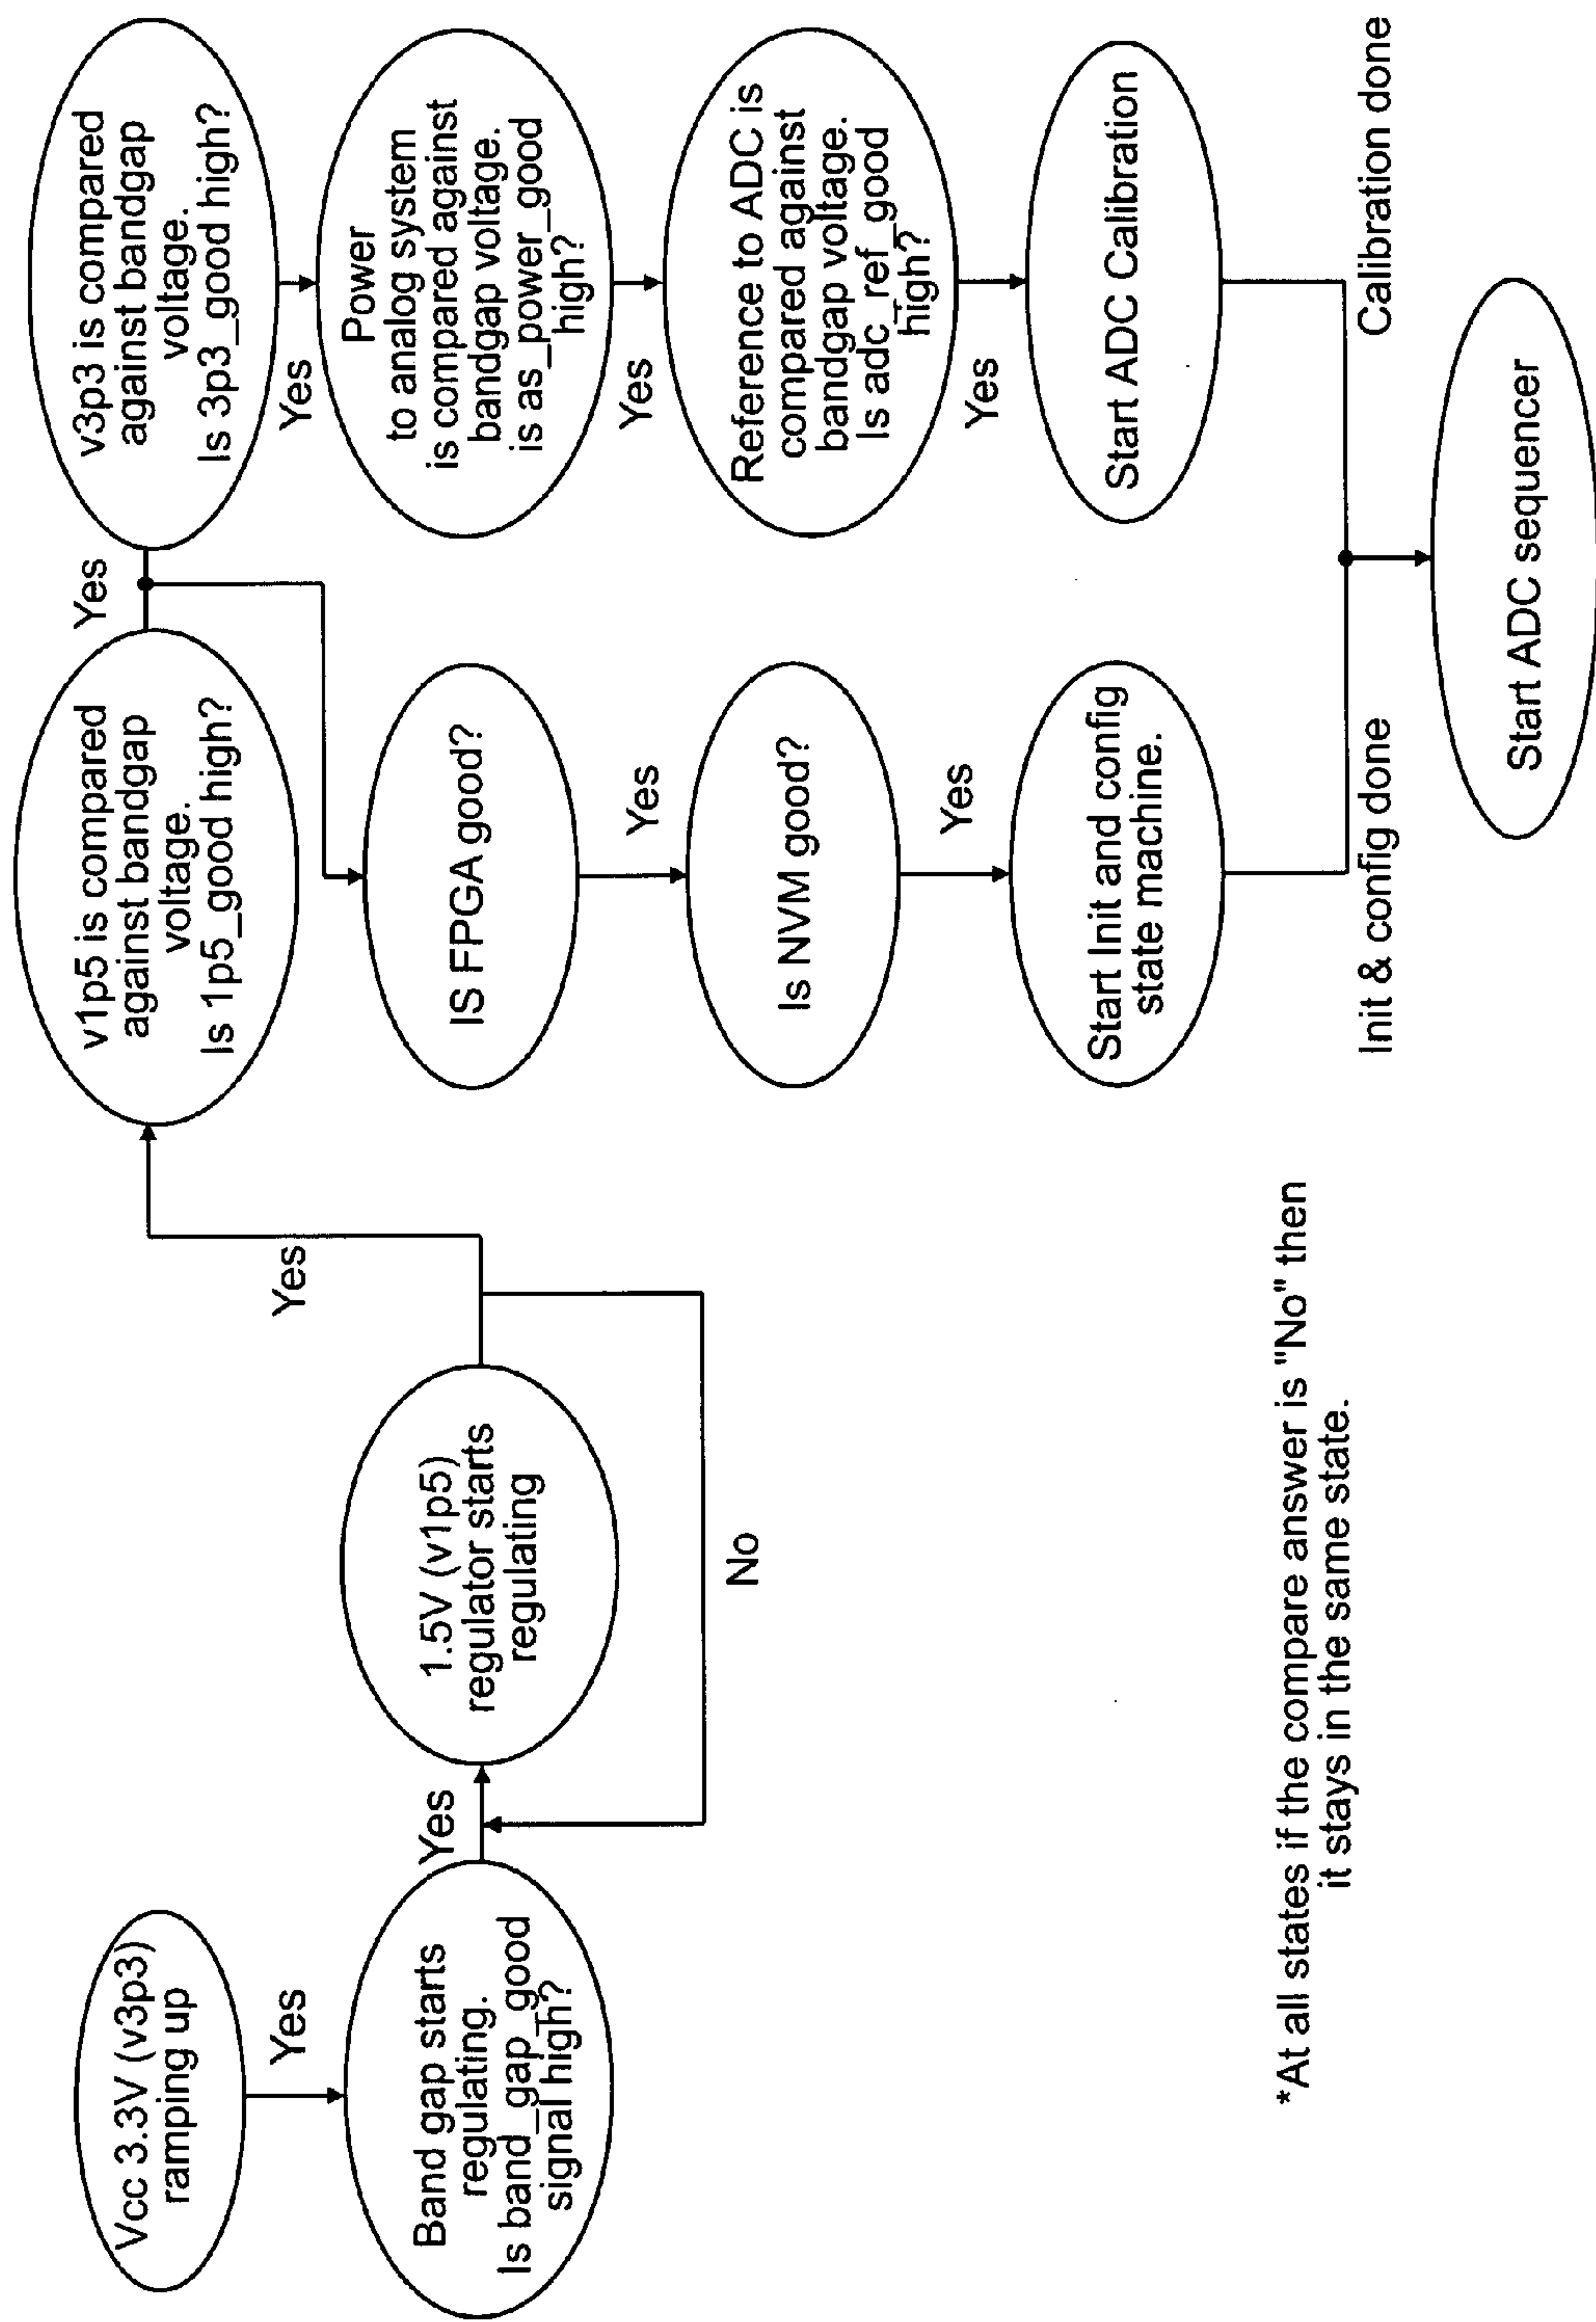 Vcc 3.3V (v3p3)
ramping up
Yes
Band gap starts
regulating.
Is band_gap_good
signal high?
Yes
1.5V (v1p5)
regulator starts
regulating
No
Yes
v1p5 is compared
against bandgap
voltage.
Is 1p5_good high?
Yes
IS FPGA good?
Yes
Is NVM good?
Yes
Start Init and config
state machine.
Init & config done
v3p3 is compared
against bandgap
voltage.
Is 3p3_good high?
Yes
Power
to analog system
is compared against
bandgap voltage.
is as_power_good
high?
Yes
Reference to ADC is
compared against
bandgap voltage.
Is adc_ref_good
high?
Yes
Start ADC Calibration
Calibration done
Start ADC sequencer
*At all states if the compare answer is "No" then
it stays in the same state.